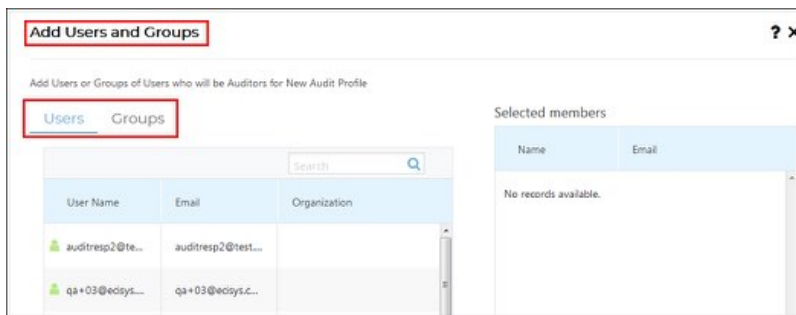 Add Users and Groups
? X
Add Users or Groups of Users who will be Auditors for New Audit Profile
Users Groups
Selected members
Search
Name Email
User Name Email Organization
No records available.
auditresp2@te... auditresp2@test....
qa+03@ecisys.... qa+03@ecisys.c...